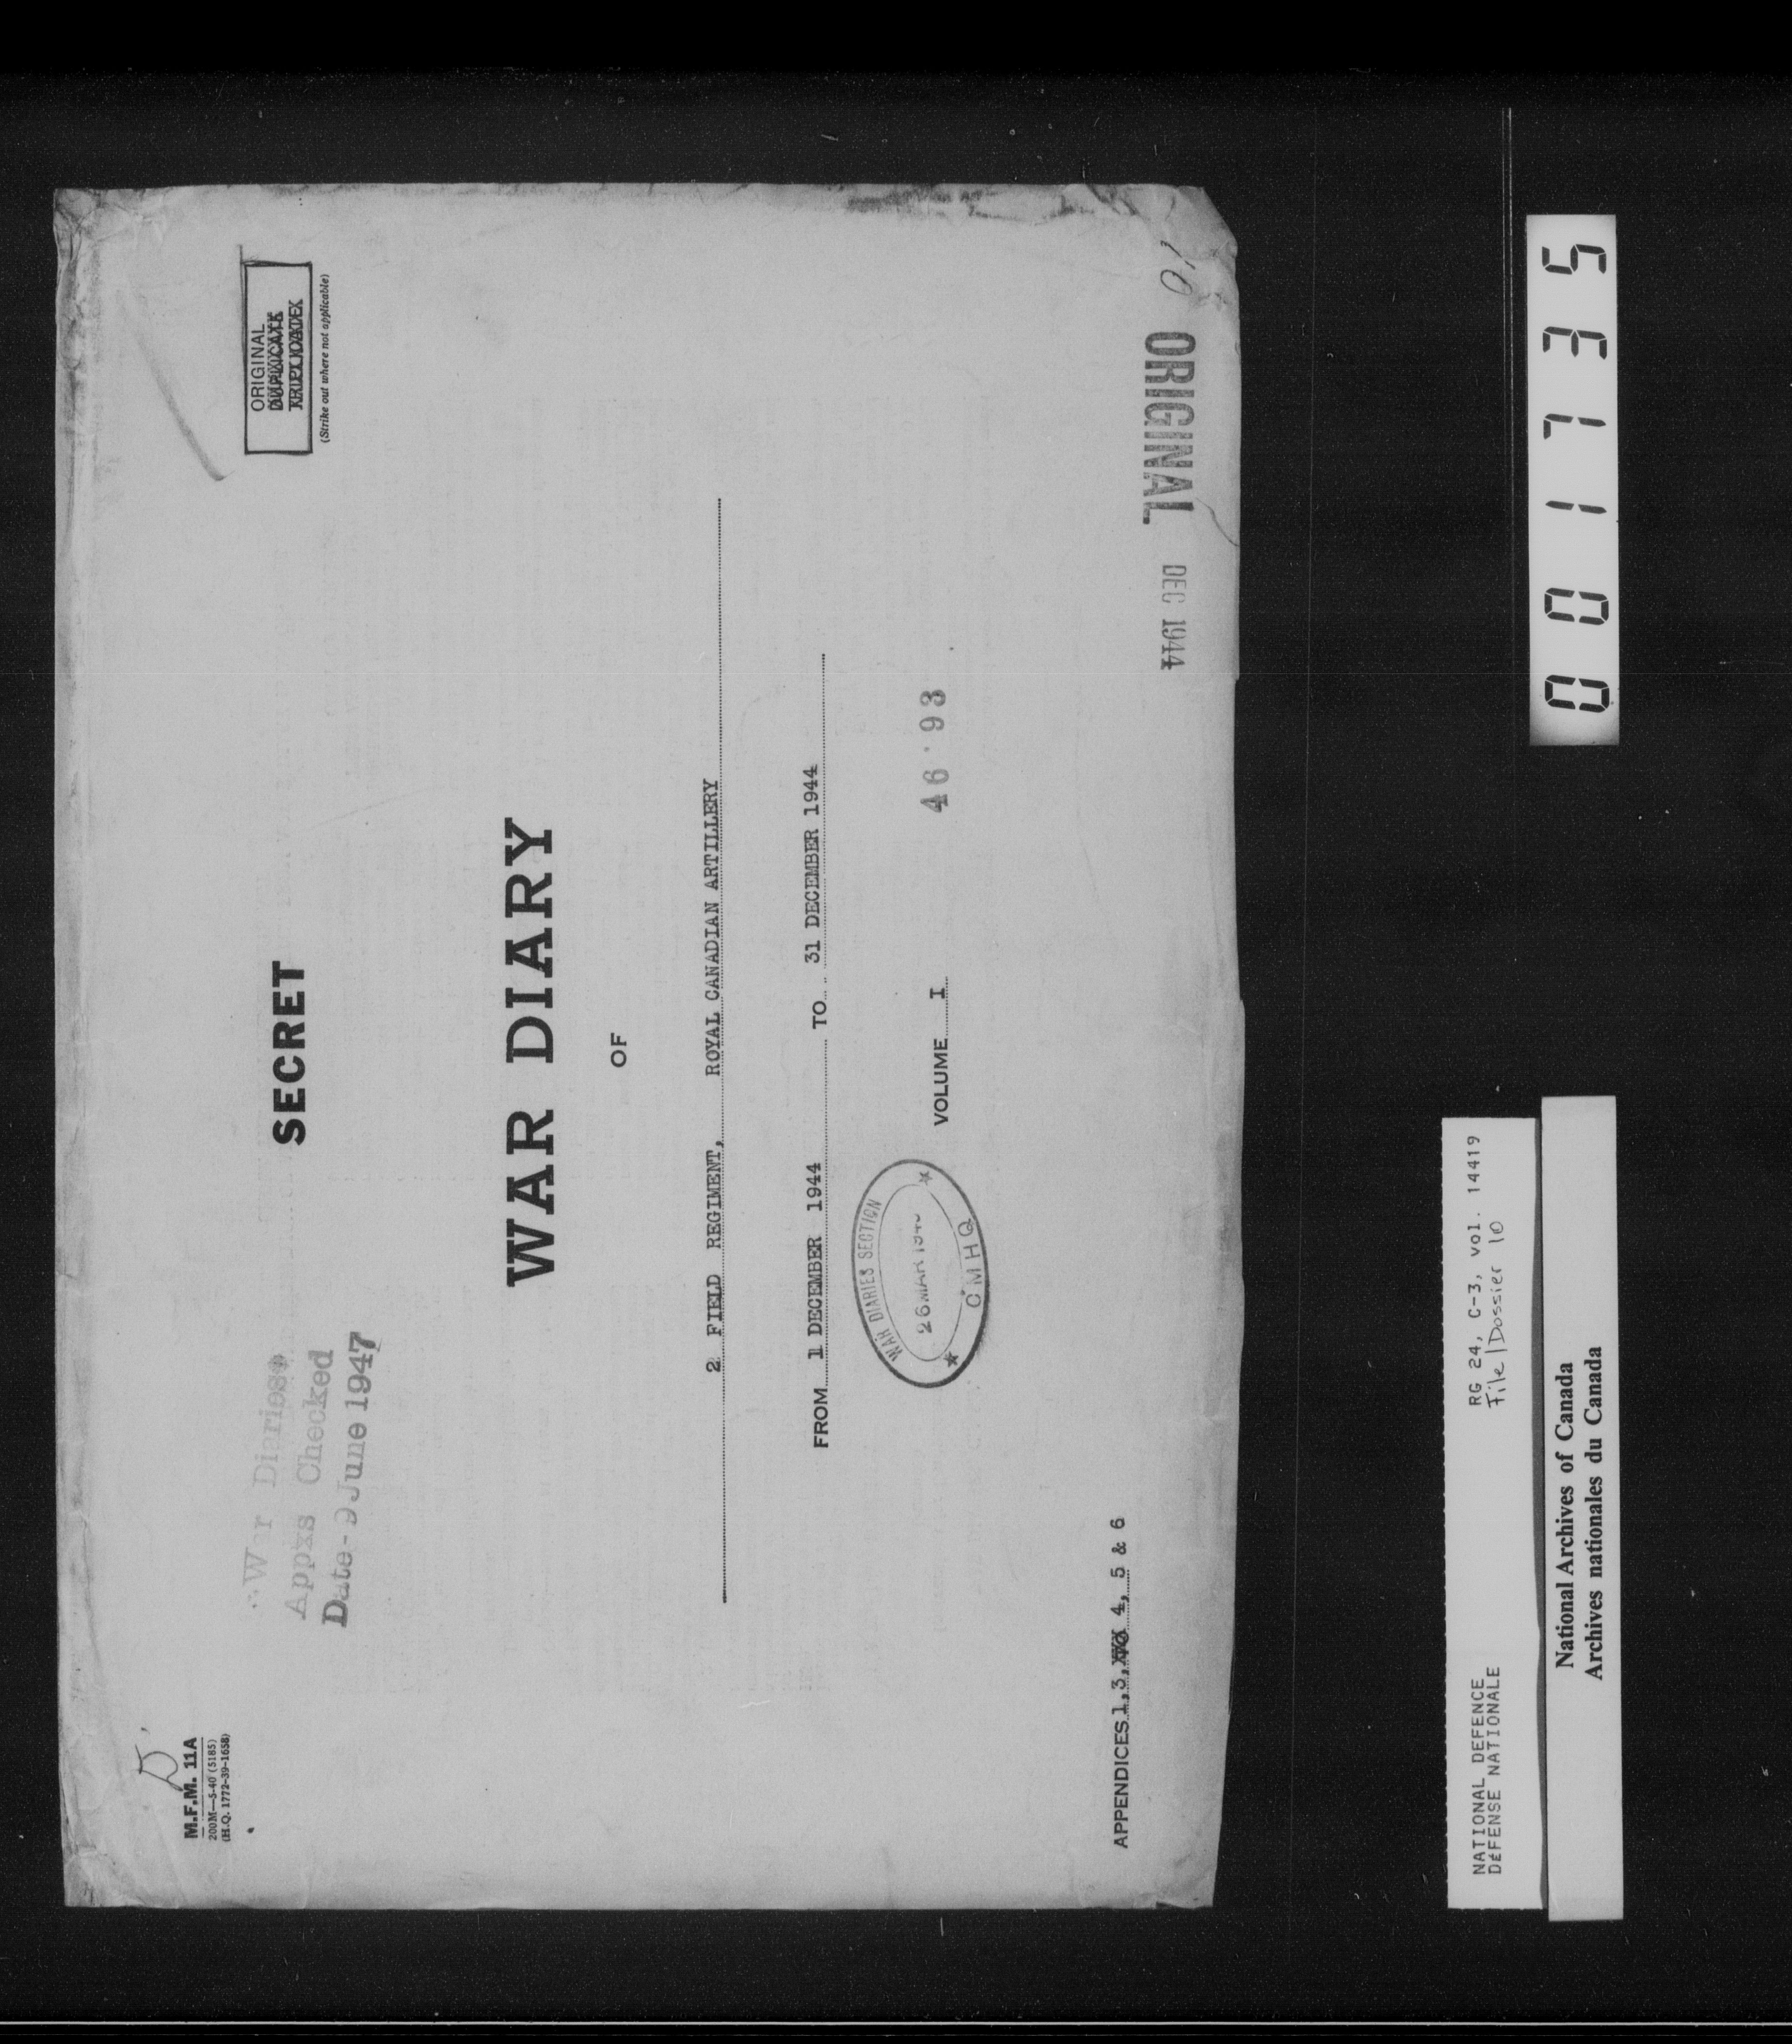 D.
M.F.M. 11A
200M—5-40 (5185)
(H.Q. 1772-39-1658)
War Diaries
Appxs Checked
Date - 9 June 1947
SECRET
ORIGINAL
DUPLICATE
TRIPLICATE
(Strike out where not applicable)
WAR DIARY
OF
2 FIELD REGIMENT, ROYAL CANADIAN ARTILLERY
FROM 1 DECEMBER 1944 TO 31 DECEMBER 1944
WAR DIARIES SECTION
26 MAR
C M H Q
VOLUME I
46·93
APPENDICES 1, 3, 4, 5 & 6
DEC 1944
ORIGINAL
NATIONAL DEFENCE
DÉFENSE NATIONALE
RG 24, C-3, vol. 14419
File/Dossier 10
National Archives of Canada
Archives nationales du Canada
001735